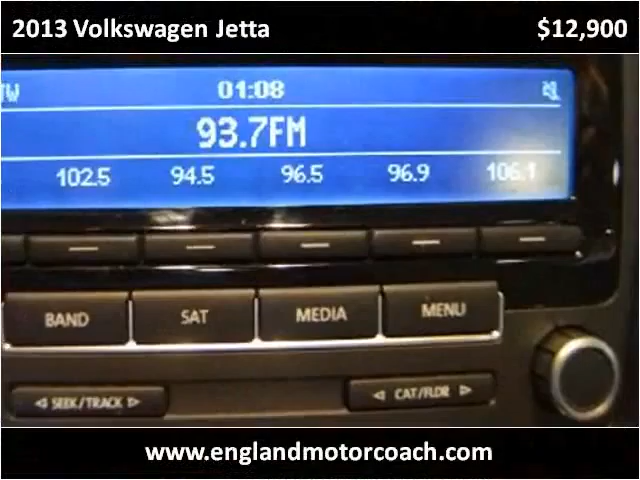 2013 Volkswagen Jetta $12,900
01:08
93.7FM
102.5 94.5 96.5 96.9 106.1
BAND SAT MEDIA MENU
SEEK/TRACK CAT/FLDR
www.englandmotorcoach.com